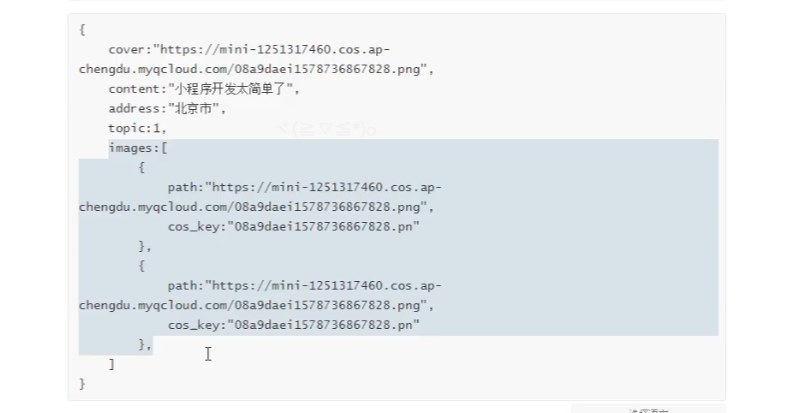 {
cover:"https://mini-1251317460.cos.ap-
chengdu.myqcloud.com/08a9daei1578736867828.png",
content:"小程序开发太简单了",
address:"北京市",
topic:1,
images:[
{
path:"https://mini-1251317460.cos.ap-
chengdu.myqcloud.com/08a9daei1578736867828.png",
cos_key:"08a9daei1578736867828.pn"
},
{
path:"https://mini-1251317460.cos.ap-
chengdu.myqcloud.com/08a9daei1578736867828.png",
cos_key:"08a9daei1578736867828.pn"
},
]
}